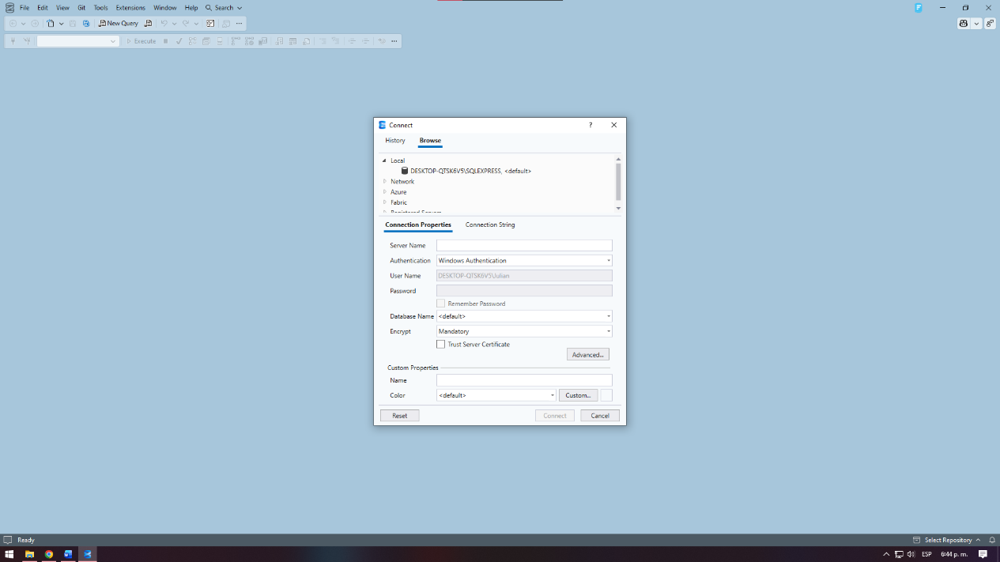 File Edit View Git Tools Extensions Window Help Search
New Query
Execute
Connect
History Browse
Local
DESKTOP-QTSK6V5\SQLEXPRESS, <default>
Network
Azure
Fabric
Registered Servers
Connection Properties Connection String
Server Name
Authentication Windows Authentication
User Name DESKTOP-QTSK6V5\Julian
Password
Remember Password
Database Name <default>
Encrypt Mandatory
Trust Server Certificate
Advanced...
Custom Properties
Name
Color <default> Custom...
Reset Connect Cancel
Ready Select Repository
ESP 6:44 p. m.